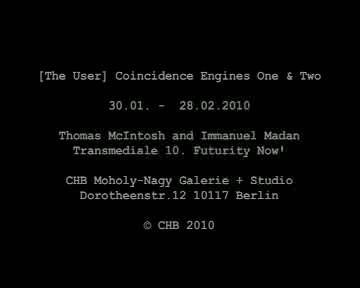 [The User] Coincidence Engines One & Two
30.01. - 28.02.2010
Thomas McIntosh and Immanuel Madan
Transmediale 10. Futurity Now!
CHB Moholy-Nagy Galerie + Studio
Dorotheenstr.12 10117 Berlin
© CHB 2010